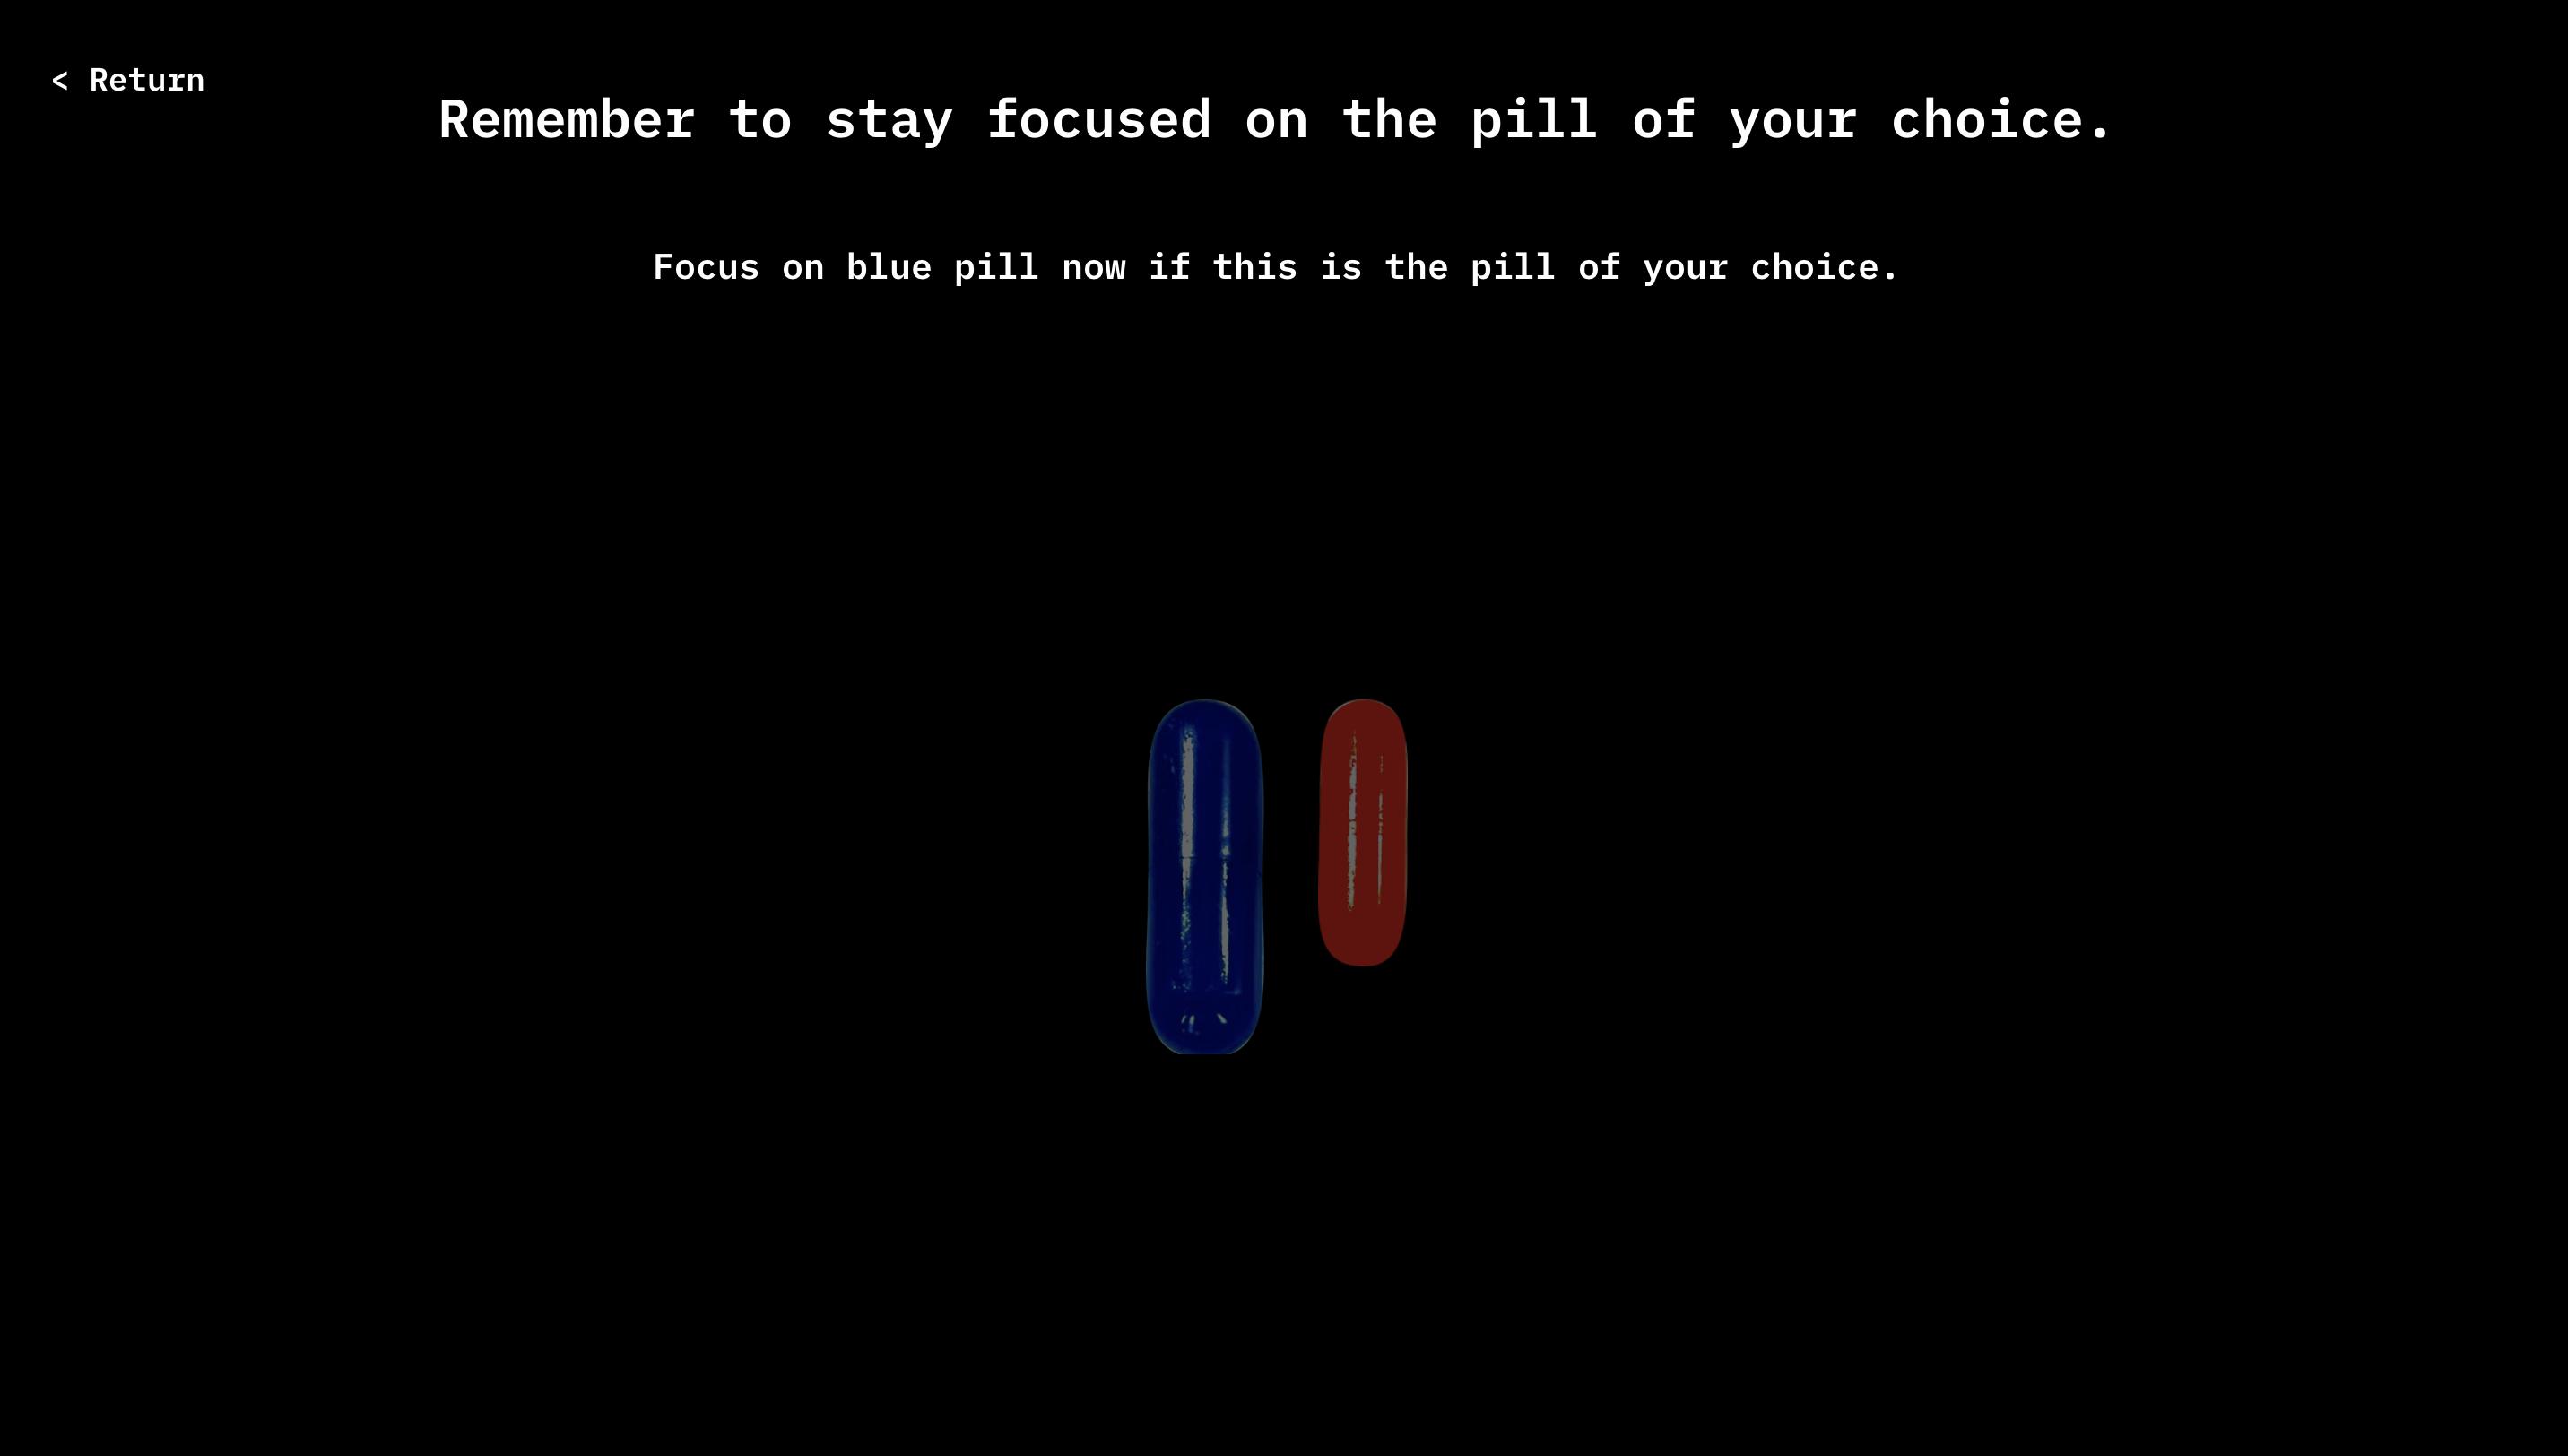 < Return
Remember to stay focused on the pill of your choice.
Focus on blue pill now if this is the pill of your choice.